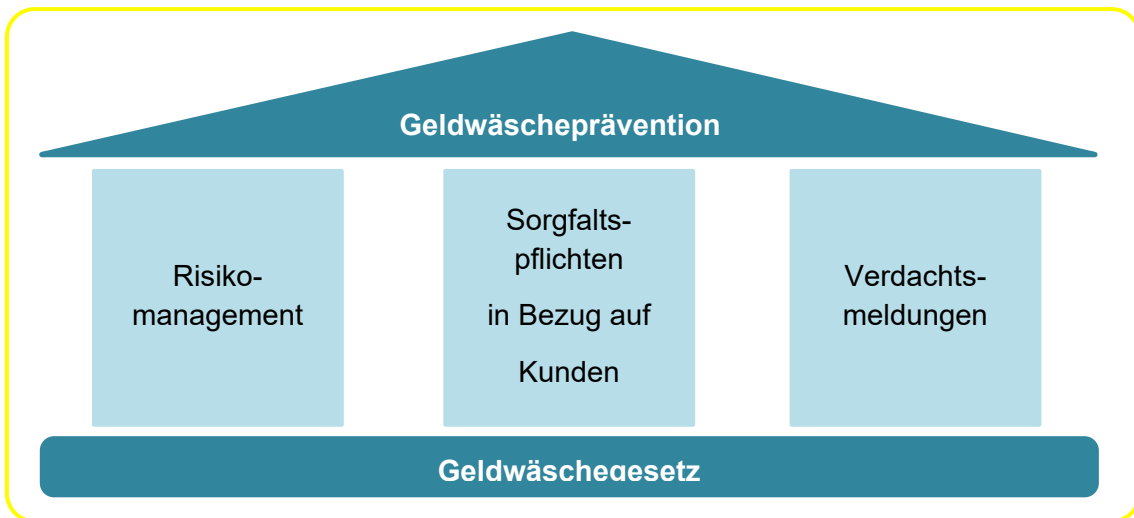 Geldwäscheprävention
Risiko-
management
Sorgfalts-
pflichten
in Bezug auf
Kunden
Verdachts-
meldungen
Geldwäschegesetz